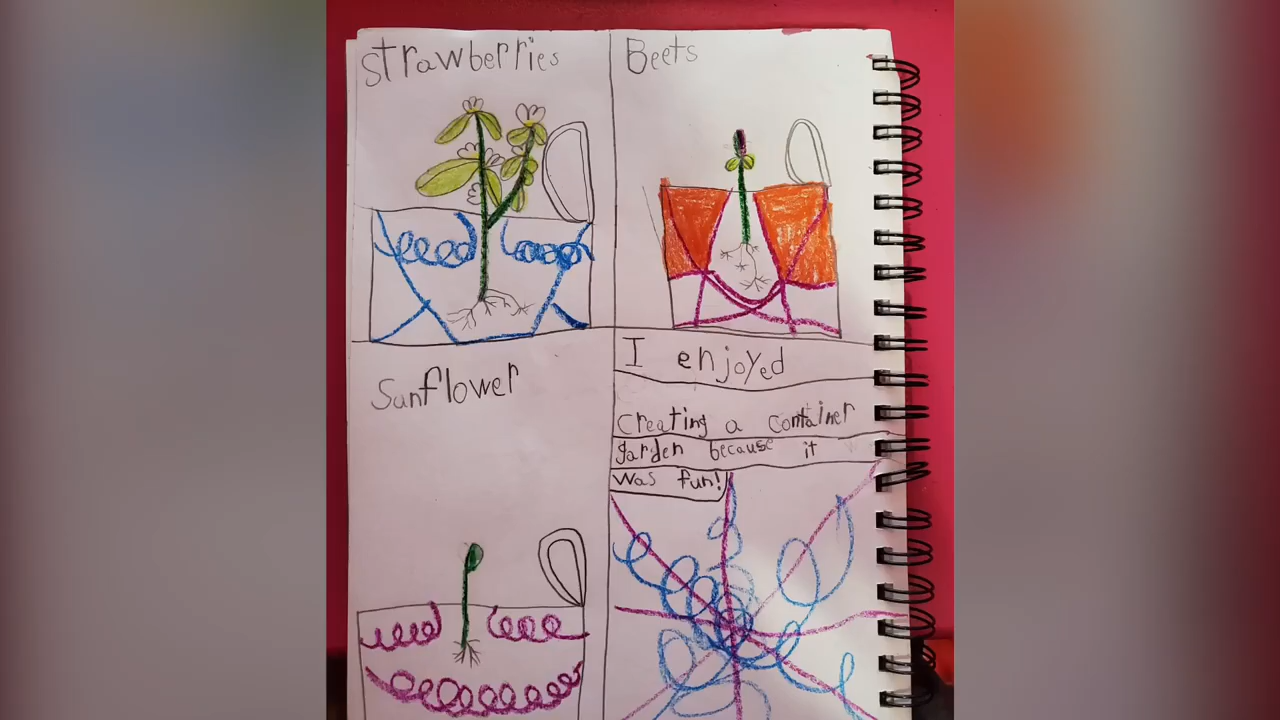 Strawberries
Beets
Sunflower
I enjoyed
creating a container
garden because it
was fun!